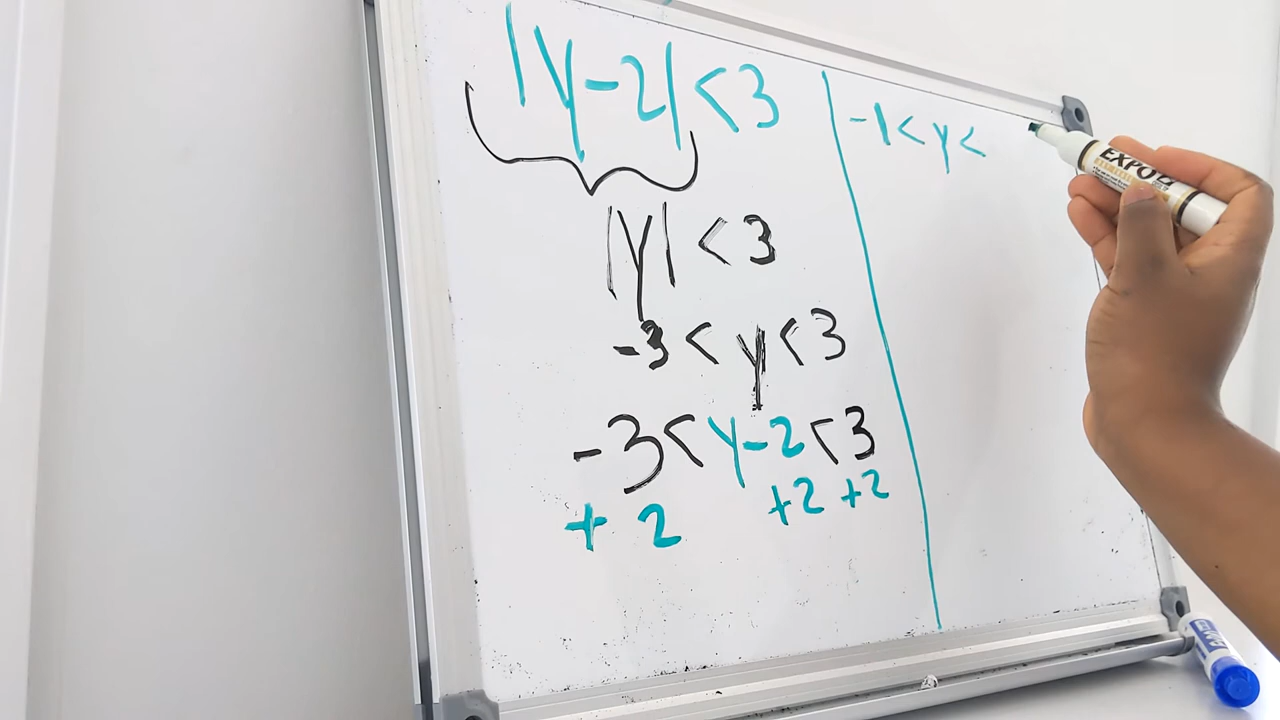 |y-2|<3
|y|<3
-3<y<3
-3<y-2<3
+2 +2 +2
-1<y<
EXPO